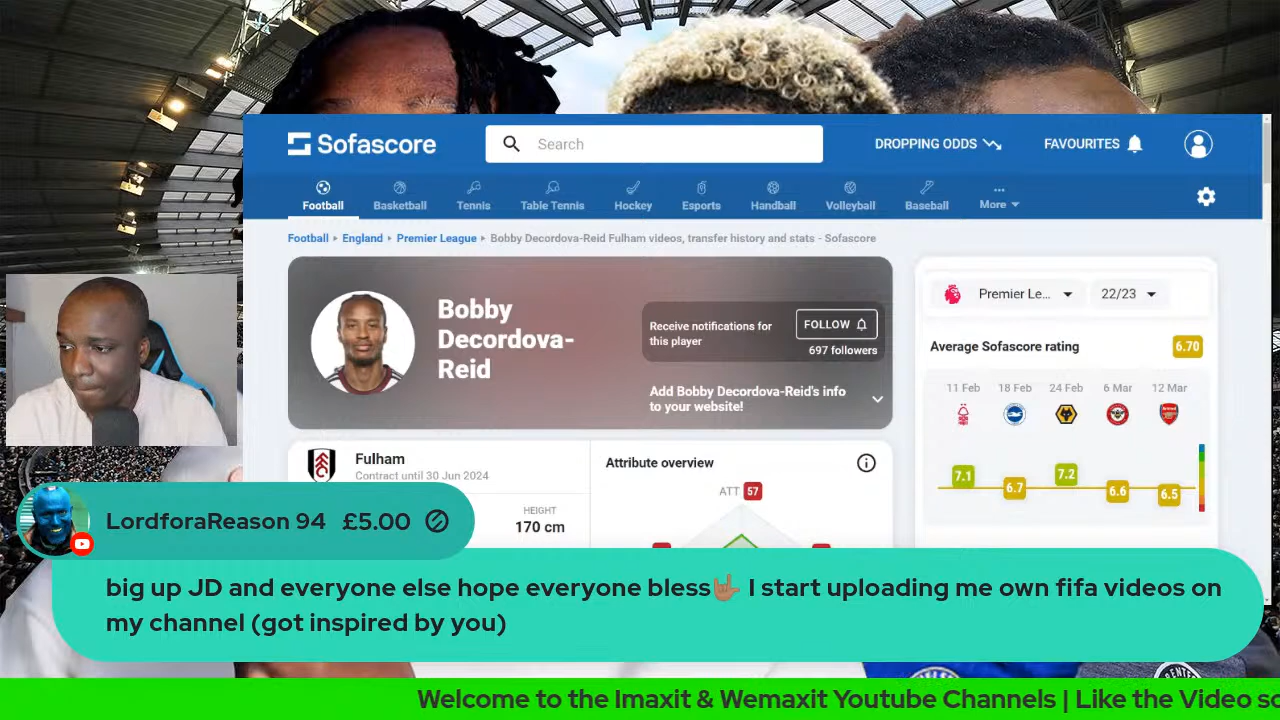 Sofascore
Search
DROPPING ODDS
FAVOURITES
Football
Basketball
Tennis
Table Tennis
Hockey
Esports
Handball
Volleyball
Baseball
More
Football England Premier League Bobby Decordova-Reid Fulham videos, transfer history and stats - Sofascore
Bobby
Decordova-
Reid
Receive notifications for
this player
FOLLOW
697 followers
Add Bobby Decordova-Reid's info
to your website!
Premier Le...
22/23
Average Sofascore rating
6.70
11 Feb
18 Feb
24 Feb
6 Mar
12 Mar
7.1
6.7
7.2
6.6
6.5
Fulham
Contract until 30 Jun 2024
HEIGHT
170 cm
Attribute overview
ATT 57
LordforaReason 94 £5.00
big up JD and everyone else hope everyone bless🤟🏽 I start uploading me own fifa videos on
my channel (got inspired by you)
Welcome to the Imaxit & Wemaxit Youtube Channels | Like the Video so